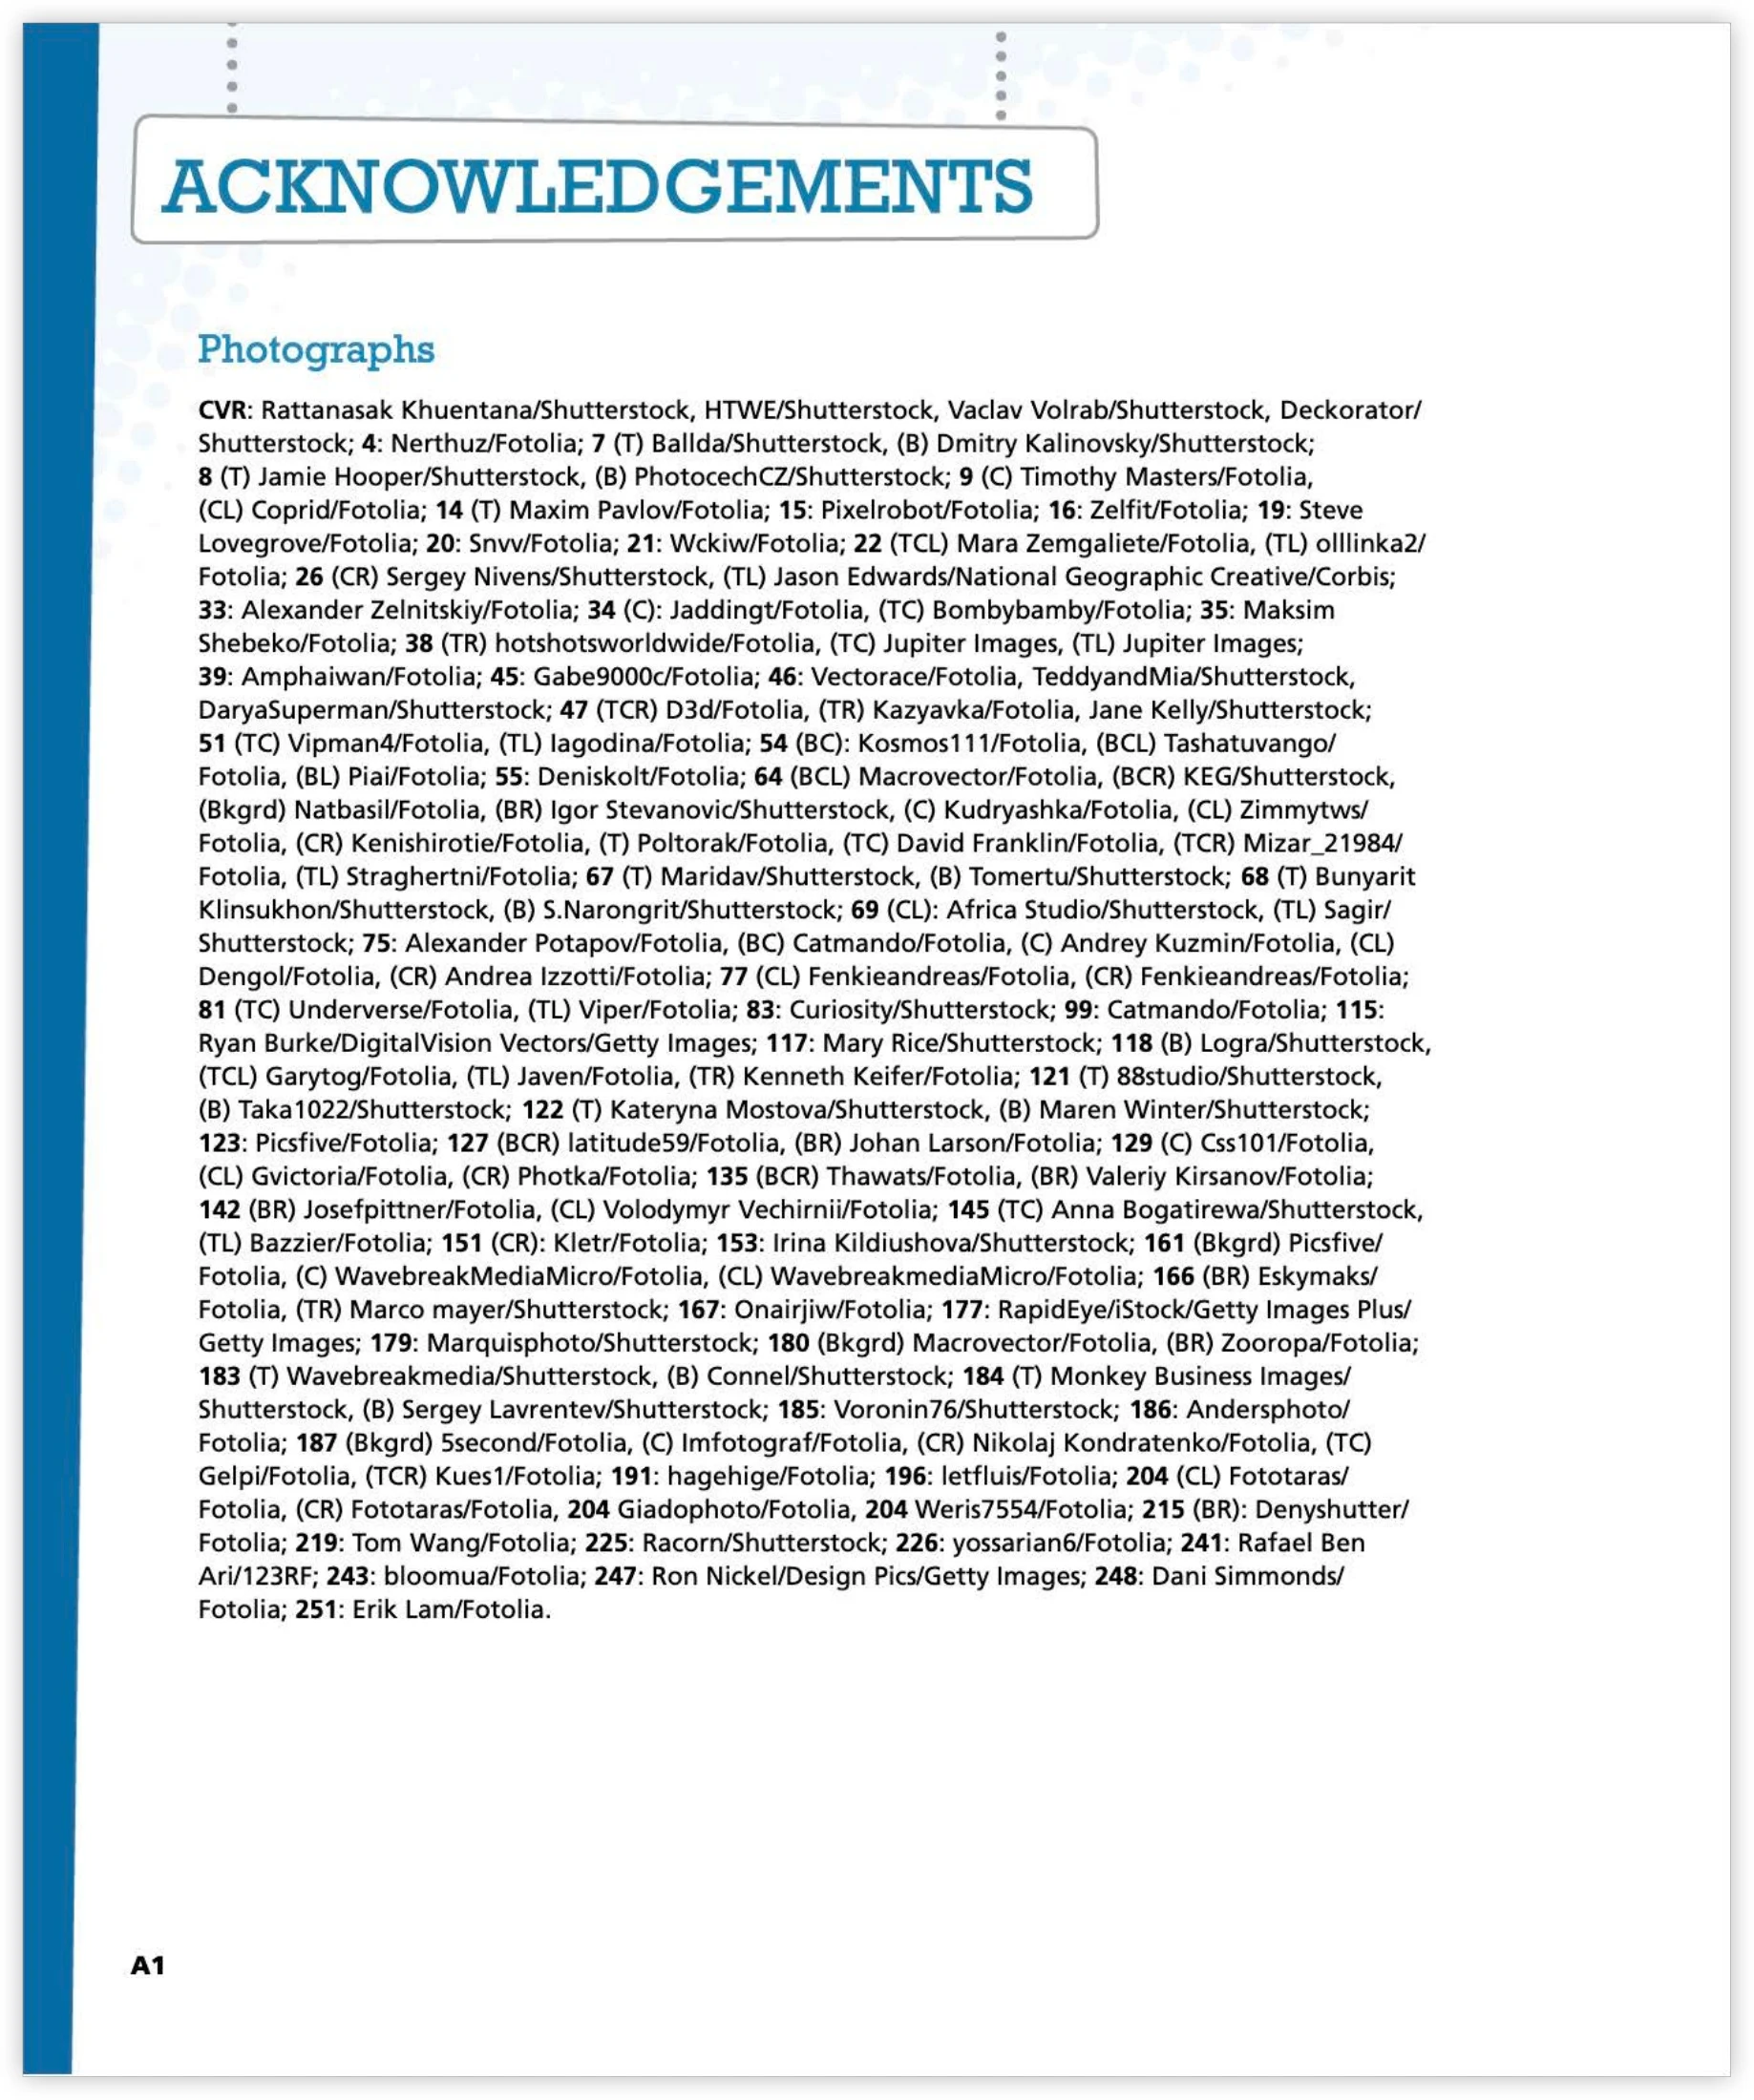 ACKNOWLEDGEMENTS
Photographs
CVR: Rattanasak Khuentana/Shutterstock, HTWE/Shutterstock, Vaclav Volrab/Shutterstock, Deckorator/
Shutterstock; 4: Nerthuz/Fotolia; 7 (T) Ballda/Shutterstock, (B) Dmitry Kalinovsky/Shutterstock;
8 (T) Jamie Hooper/Shutterstock, (B) PhotocechCZ/Shutterstock; 9 (C) Timothy Masters/Fotolia,
(CL) Coprid/Fotolia; 14 (T) Maxim Pavlov/Fotolia; 15: Pixelrobot/Fotolia; 16: Zelfit/Fotolia; 19: Steve
Lovegrove/Fotolia; 20: Snvv/Fotolia; 21: Wckiw/Fotolia; 22 (TCL) Mara Zemgaliete/Fotolia, (TL) olllinka2/
Fotolia; 26 (CR) Sergey Nivens/Shutterstock, (TL) Jason Edwards/National Geographic Creative/Corbis;
33: Alexander Zelnitskiy/Fotolia; 34 (C): Jaddingt/Fotolia, (TC) Bombybamby/Fotolia; 35: Maksim
Shebeko/Fotolia; 38 (TR) hotshotsworldwide/Fotolia, (TC) Jupiter Images, (TL) Jupiter Images;
39: Amphaiwan/Fotolia; 45: Gabe9000c/Fotolia; 46: Vectorace/Fotolia, TeddyandMia/Shutterstock,
DaryaSuperman/Shutterstock; 47 (TCR) D3d/Fotolia, (TR) Kazyavka/Fotolia, Jane Kelly/Shutterstock;
51 (TC) Vipman4/Fotolia, (TL) Iagodina/Fotolia; 54 (BC): Kosmos111/Fotolia, (BCL) Tashatuvango/
Fotolia, (BL) Piai/Fotolia; 55: Deniskolt/Fotolia; 64 (BCL) Macrovector/Fotolia, (BCR) KEG/Shutterstock,
(Bkgrd) Natbasil/Fotolia, (BR) Igor Stevanovic/Shutterstock, (C) Kudryashka/Fotolia, (CL) Zimmytws/
Fotolia, (CR) Kenishirotie/Fotolia, (T) Poltorak/Fotolia, (TC) David Franklin/Fotolia, (TCR) Mizar_21984/
Fotolia, (TL) Straghertni/Fotolia; 67 (T) Maridav/Shutterstock, (B) Tomertu/Shutterstock; 68 (T) Bunyarit
Klinsukhon/Shutterstock, (B) S.Narongrit/Shutterstock; 69 (CL): Africa Studio/Shutterstock, (TL) Sagir/
Shutterstock; 75: Alexander Potapov/Fotolia, (BC) Catmando/Fotolia, (C) Andrey Kuzmin/Fotolia, (CL)
Dengol/Fotolia, (CR) Andrea Izzotti/Fotolia; 77 (CL) Fenkieandreas/Fotolia, (CR) Fenkieandreas/Fotolia;
81 (TC) Underverse/Fotolia, (TL) Viper/Fotolia; 83: Curiosity/Shutterstock; 99: Catmando/Fotolia; 115:
Ryan Burke/DigitalVision Vectors/Getty Images; 117: Mary Rice/Shutterstock; 118 (B) Logra/Shutterstock,
(TCL) Garytog/Fotolia, (TL) Javen/Fotolia, (TR) Kenneth Keifer/Fotolia; 121 (T) 88studio/Shutterstock,
(B) Taka1022/Shutterstock; 122 (T) Kateryna Mostova/Shutterstock, (B) Maren Winter/Shutterstock;
123: Picsfive/Fotolia; 127 (BCR) latitude59/Fotolia, (BR) Johan Larson/Fotolia; 129 (C) Css101/Fotolia,
(CL) Gvictoria/Fotolia, (CR) Photka/Fotolia; 135 (BCR) Thawats/Fotolia, (BR) Valeriy Kirsanov/Fotolia;
142 (BR) Josefpittner/Fotolia, (CL) Volodymyr Vechirnii/Fotolia; 145 (TC) Anna Bogatirewa/Shutterstock,
(TL) Bazzier/Fotolia; 151 (CR): Kletr/Fotolia; 153: Irina Kildiushova/Shutterstock; 161 (Bkgrd) Picsfive/
Fotolia, (C) WavebreakMediaMicro/Fotolia, (CL) WavebreakmediaMicro/Fotolia; 166 (BR) Eskymaks/
Fotolia, (TR) Marco mayer/Shutterstock; 167: Onairjiw/Fotolia; 177: RapidEye/iStock/Getty Images Plus/
Getty Images; 179: Marquisphoto/Shutterstock; 180 (Bkgrd) Macrovector/Fotolia, (BR) Zooropa/Fotolia;
183 (T) Wavebreakmedia/Shutterstock, (B) Connel/Shutterstock; 184 (T) Monkey Business Images/
Shutterstock, (B) Sergey Lavrentev/Shutterstock; 185: Voronin76/Shutterstock; 186: Andersphoto/
Fotolia; 187 (Bkgrd) 5second/Fotolia, (C) Imfotograf/Fotolia, (CR) Nikolaj Kondratenko/Fotolia, (TC)
Gelpi/Fotolia, (TCR) Kues1/Fotolia; 191: hagehige/Fotolia; 196: letfluis/Fotolia; 204 (CL) Fototaras/
Fotolia, (CR) Fototaras/Fotolia, 204 Giadophoto/Fotolia, 204 Weris7554/Fotolia; 215 (BR): Denyshutter/
Fotolia; 219: Tom Wang/Fotolia; 225: Racorn/Shutterstock; 226: yossarian6/Fotolia; 241: Rafael Ben
Ari/123RF; 243: bloomua/Fotolia; 247: Ron Nickel/Design Pics/Getty Images; 248: Dani Simmonds/
Fotolia; 251: Erik Lam/Fotolia.
A1